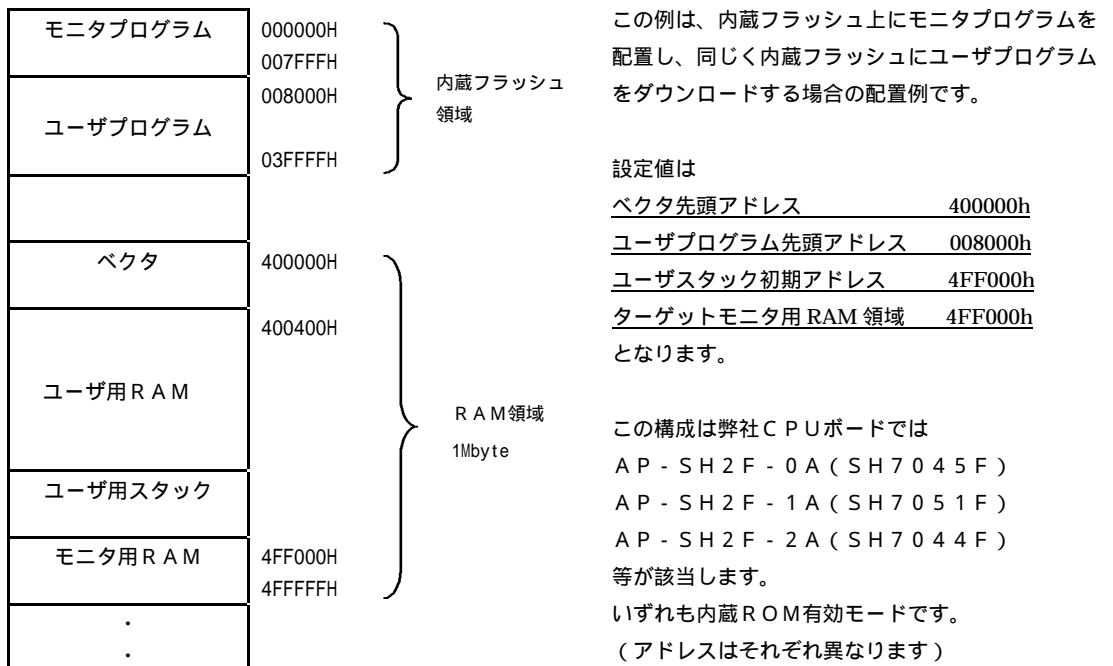 モニタプログラム
000000H
007FFFH
008000H
ユーザプログラム
03FFFFH
内蔵フラッシュ
領域
ベクタ
400000H
400400H
ユーザ用ＲＡＭ
ＲＡＭ領域
1Mbyte
ユーザ用スタック
モニタ用ＲＡＭ
4FF000H
4FFFFFH
・
・
この例は、内蔵フラッシュ上にモニタプログラムを
配置し、同じく内蔵フラッシュにユーザプログラム
をダウンロードする場合の配置例です。
設定値は
ベクタ先頭アドレス 400000h
ユーザプログラム先頭アドレス 008000h
ユーザスタック初期アドレス 4FF000h
ターゲットモニタ用 RAM 領域 4FF000h
となります。
この構成は弊社ＣＰＵボードでは
ＡＰ-ＳＨ２Ｆ-０Ａ(ＳＨ７０４５Ｆ)
ＡＰ-ＳＨ２Ｆ-１Ａ(ＳＨ７０５１Ｆ)
ＡＰ-ＳＨ２Ｆ-２Ａ(ＳＨ７０４４Ｆ)
等が該当します。
いずれも内蔵ＲＯＭ有効モードです。
(アドレスはそれぞれ異なります)